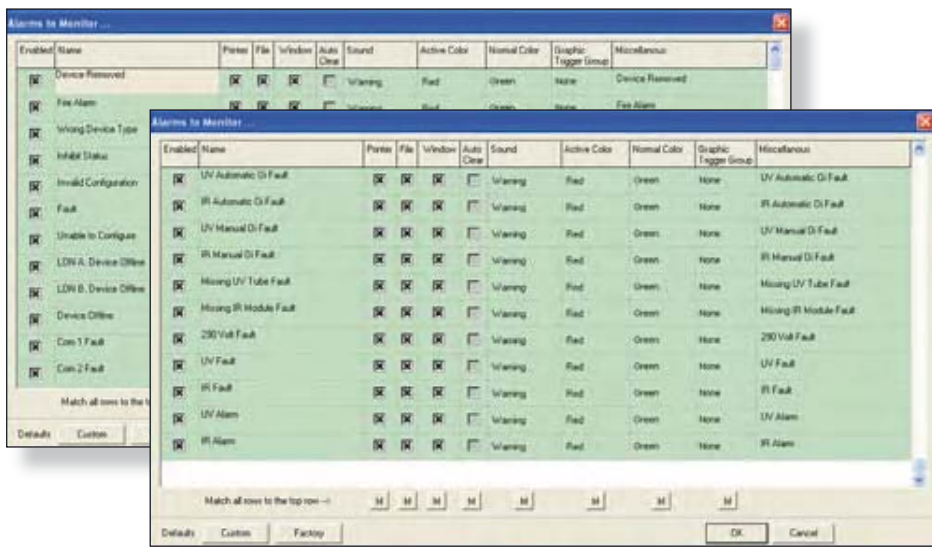 Alarms to Monitor ...
Enabled Name Printer File Window Auto Clear Sound Active Color Normal Color Graphic Trigger Group Miscellaneous
Device Removed Warning Red Green None Device Removed
Fire Alarm Warning Red Green None Fire Alarm
Wrong Device Type
Inhibit Status
Invalid Configuration
Fault
Unable to Configure
LON A. Device Offline
LON B. Device Offline
Device Offline
Com 1 Fault
Com 2 Fault
Match all rows to the
Defaults Custom
Alarms to Monitor ...
Enabled Name Printer File Window Auto Clear Sound Active Color Normal Color Graphic Trigger Group Miscellaneous
UV Automatic Oi Fault Warning Red Green None UV Automatic Oi Fault
IR Automatic Oi Fault Warning Red Green None IR Automatic Oi Fault
UV Manual Oi Fault Warning Red Green None UV Manual Oi Fault
IR Manual Oi Fault Warning Red Green None IR Manual Oi Fault
Missing UV Tube Fault Warning Red Green None Missing UV Tube Fault
Missing IR Module Fault Warning Red Green None Missing IR Module Fault
290 Volt Fault Warning Red Green None 290 Volt Fault
UV Fault Warning Red Green None UV Fault
IR Fault Warning Red Green None IR Fault
UV Alarm Warning Red Green None UV Alarm
IR Alarm Warning Red Green None IR Alarm
Match all rows to the top row --> M M M M M M M M
Defaults Custom Factory OK Cancel